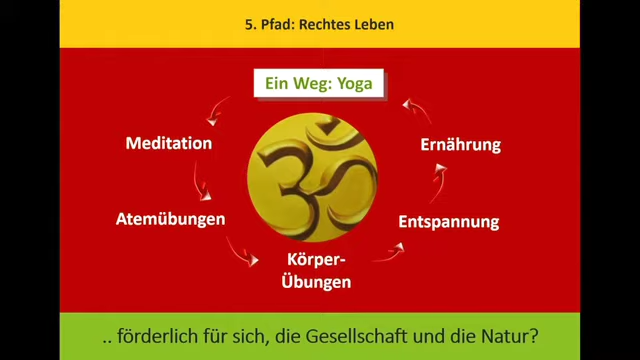 5. Pfad: Rechtes Leben
Ein Weg: Yoga
Meditation
Ernährung
Atemübungen
Entspannung
Körper-
Übungen
.. förderlich für sich, die Gesellschaft und die Natur?